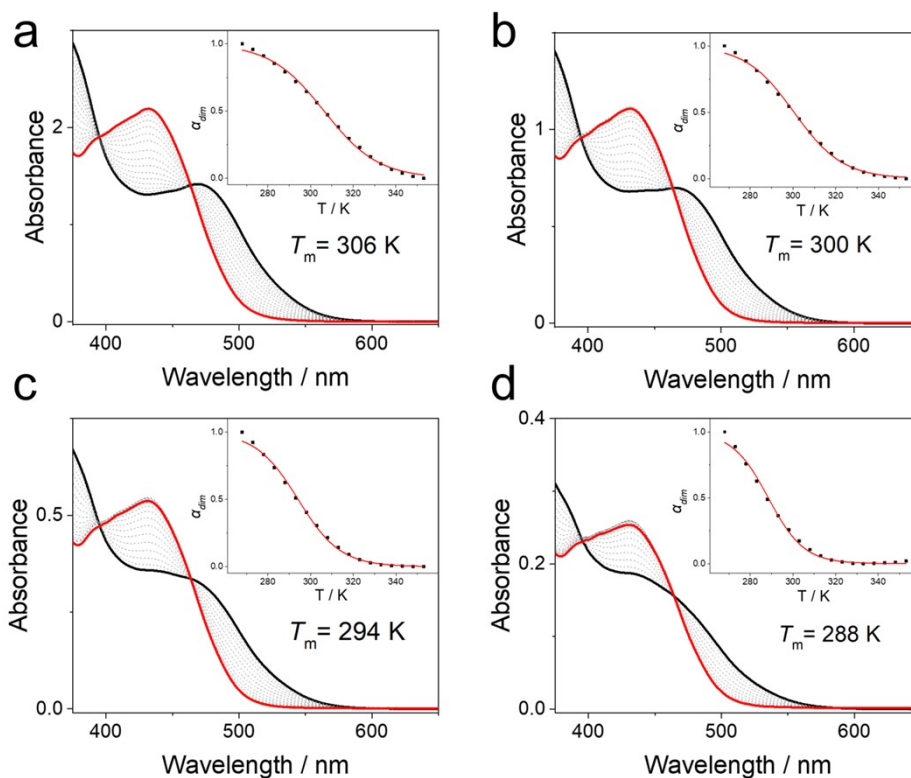 a
Absorbance
2
0
400 500 600
Wavelength / nm
α_dim
1.0
0.5
0.0
280 300 320 340
T / K
T_m = 306 K
b
Absorbance
1
0
400 500 600
Wavelength / nm
α_dim
1.0
0.5
0.0
280 300 320 340
T / K
T_m = 300 K
c
Absorbance
0.5
0.0
400 500 600
Wavelength / nm
α_dim
1.0
0.5
0.0
280 300 320 340
T / K
T_m = 294 K
d
Absorbance
0.4
0.2
0.0
400 500 600
Wavelength / nm
α_dim
1.0
0.5
0.0
280 300 320 340
T / K
T_m = 288 K